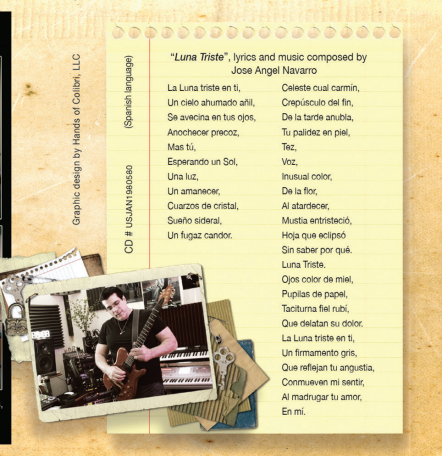 Graphic design by Hands of Colibri, LLC
(Spanish language)
CD # USJAN1980580
“Luna Triste”, lyrics and music composed by
Jose Angel Navarro
La Luna triste en ti,
Un cielo ahumado añil,
Se avecina en tus ojos,
Anochecer precoz,
Mas tú,
Esperando un Sol,
Una luz,
Un amanecer,
Cuarzos de cristal,
Sueño sideral,
Un fugaz candor.
Celeste cual carmín,
Crepúsculo del fin,
De la tarde anubla,
Tu palidez en piel,
Tez,
Voz,
Inusual color,
De la flor,
Al atardecer,
Mustia entristeció,
Hoja que eclipsó
Sin saber por qué.
Luna Triste.
Ojos color de miel,
Pupilas de papel,
Taciturna fiel rubí,
Que delatan su dolor.
La Luna triste en ti,
Un firmamento gris,
Que reflejan tu angustia,
Conmueven mi sentir,
Al madrugar tu amor,
En mí.